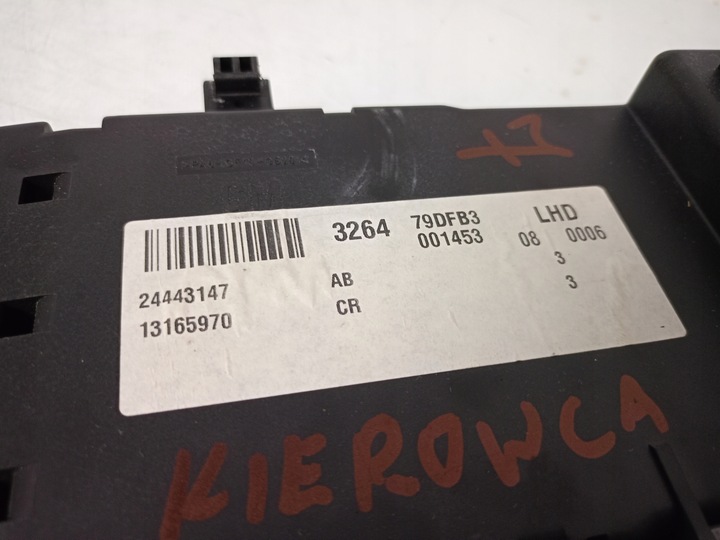 3264 79DFB3 LHD
001453 08 0006
24443147 AB 3
13165970 CR 3
KIEROWCA